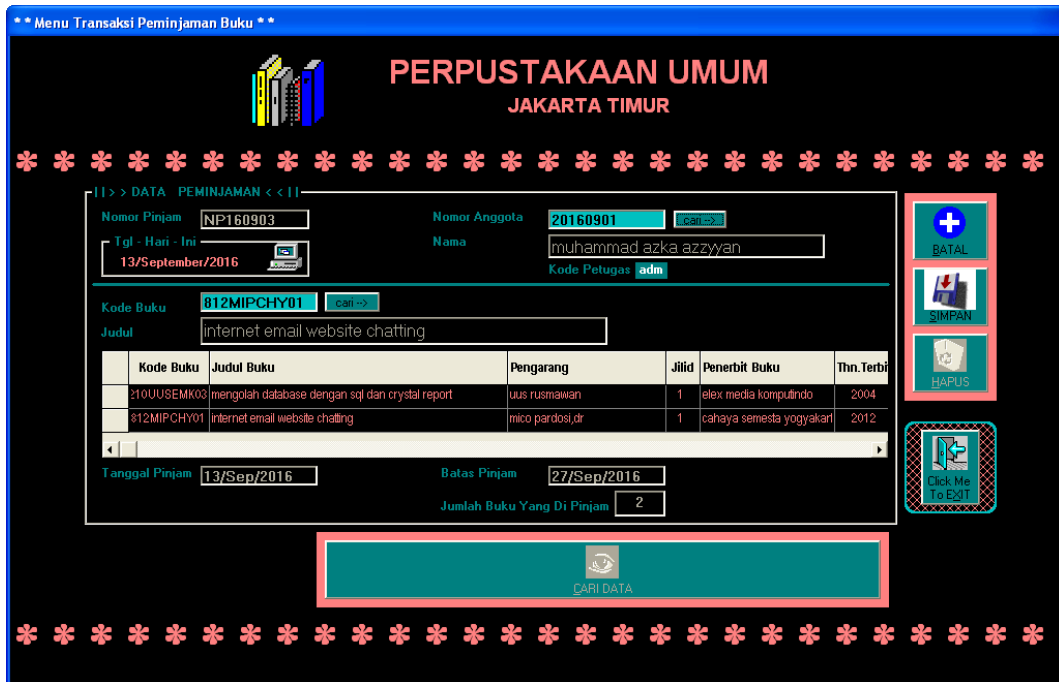 * * Menu Transaksi Peminjaman Buku * *
PERPUSTAKAAN UMUM
JAKARTA TIMUR
||> > DATA PEMINJAMAN < < ||
Nomor Pinjam NP160903 Nomor Anggota 20160901 cari -->
Tgl - Hari - Ini Nama muhammad azka azzyyan
13/September/2016 Kode Petugas adm
BATAL
Kode Buku 812MIPCHY01 cari -->
SIMPAN
Judul internet email website chatting
Kode Buku Judul Buku Pengarang Jilid Penerbit Buku Thn.Terbi
HAPUS
210UUSEMK03 mengolah database dengan sql dan crystal report uus rusmawan 1 elex media komputindo 2004
812MIPCHY01 internet email website chatting mico pardosi,dr 1 cahaya semesta yogyakart 2012
Tanggal Pinjam 13/Sep/2016 Batas Pinjam 27/Sep/2016
Click Me
To EXIT
Jumlah Buku Yang Di Pinjam 2
CARI DATA